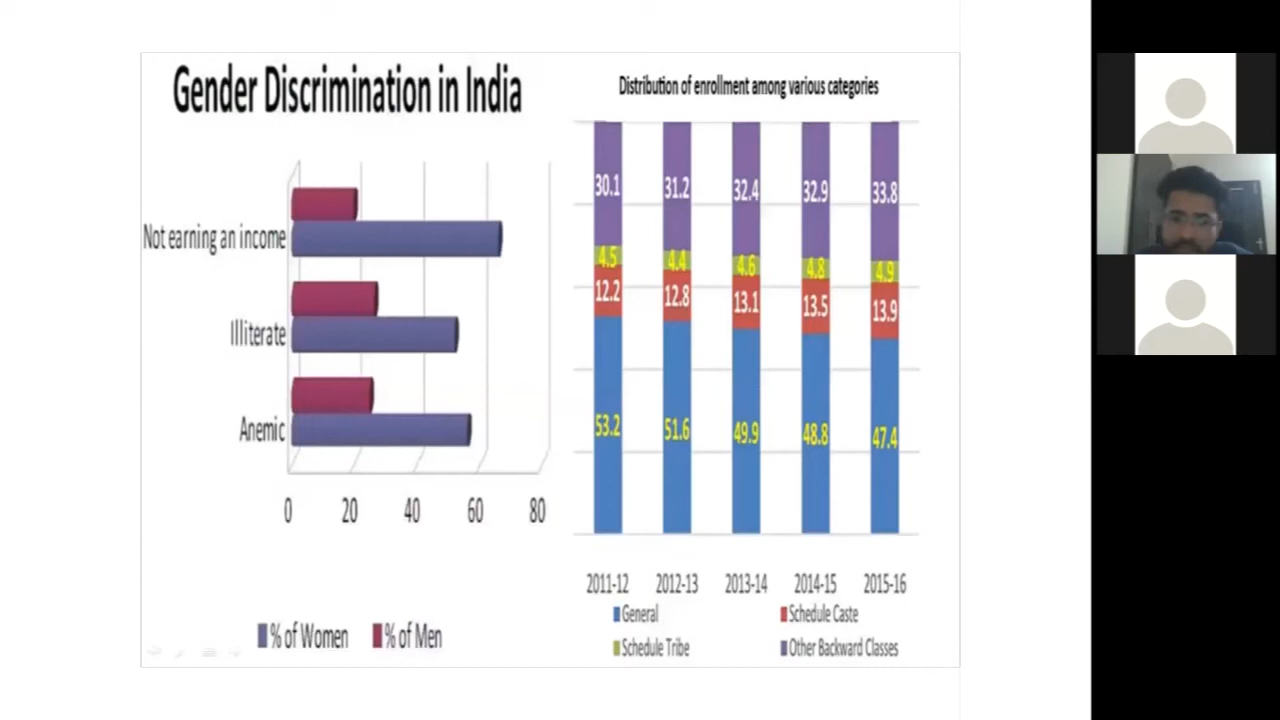 Gender Discrimination in India
Not earning an income
Illiterate
Anemic
0 20 40 60 80
% of Women % of Men
Distribution of enrollment among various categories
30.1 31.2 32.4 32.9 33.8
4.5 4.4 4.6 4.8 4.9
12.2 12.8 13.1 13.5 13.9
53.2 51.6 49.9 48.8 47.4
2011-12 2012-13 2013-14 2014-15 2015-16
General Schedule Caste
Schedule Tribe Other Backward Classes